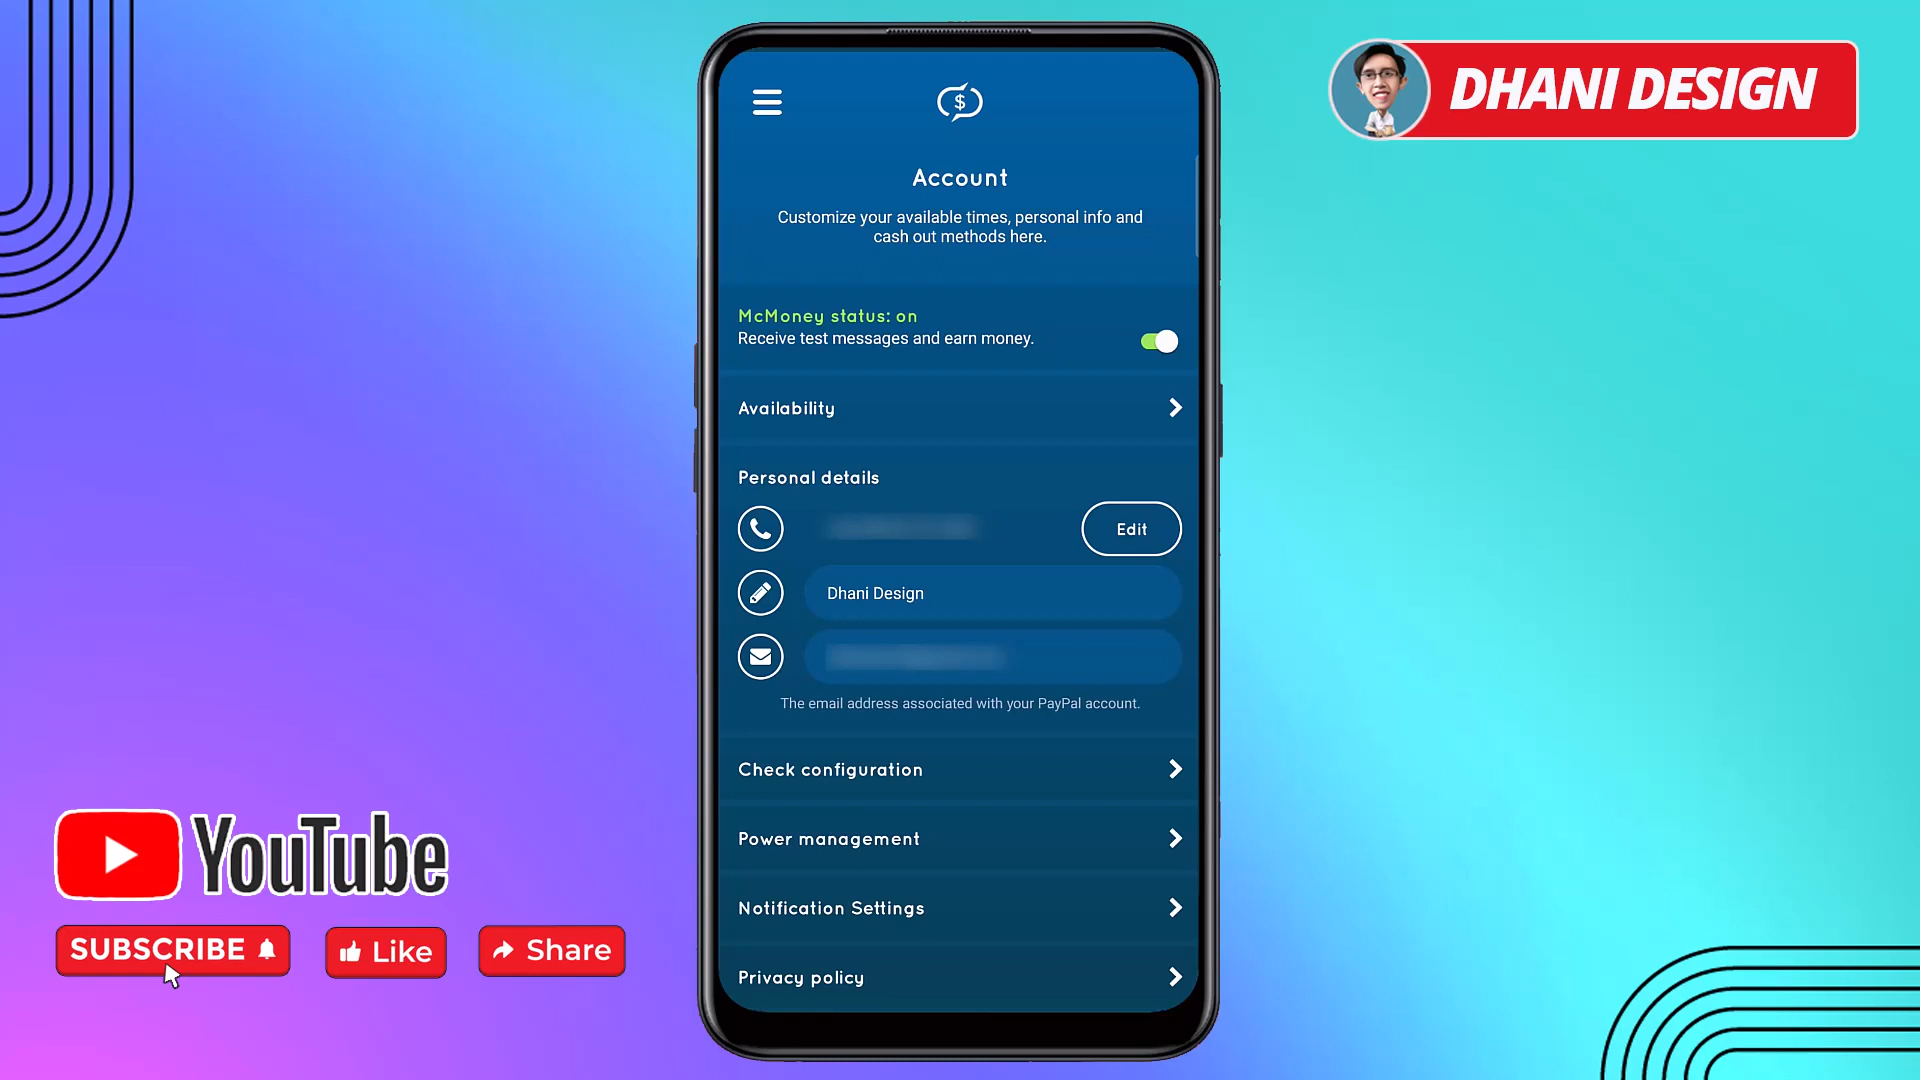 DHANI DESIGN
$
Account
Customize your available times, personal info and
cash out methods here.
McMoney status: on
Receive test messages and earn money.
Availability
Personal details
Edit
Dhani Design
The email address associated with your PayPal account.
Check configuration
Power management
Notification Settings
Privacy policy
YouTube
SUBSCRIBE
Like
Share